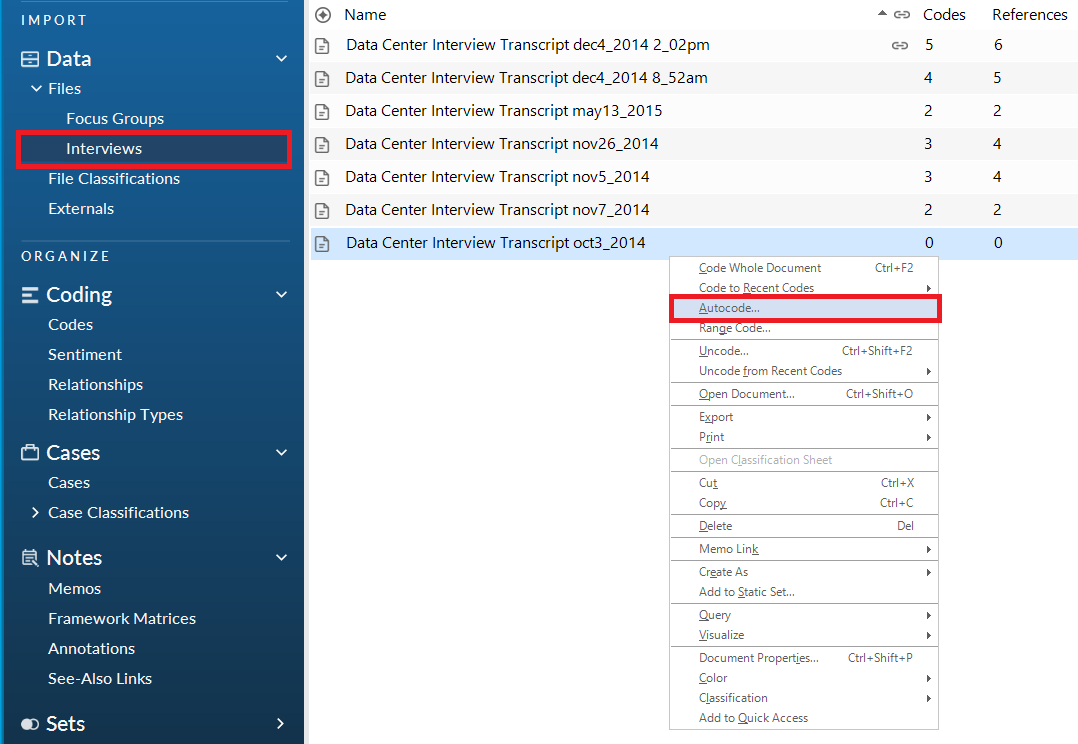 IMPORT
Data
Files
Focus Groups
Interviews
File Classifications
Externals
ORGANIZE
Coding
Codes
Sentiment
Relationships
Relationship Types
Cases
Cases
Case Classifications
Notes
Memos
Framework Matrices
Annotations
See-Also Links
Sets
Name Codes References
Data Center Interview Transcript dec4_2014 2_02pm 5 6
Data Center Interview Transcript dec4_2014 8_52am 4 5
Data Center Interview Transcript may13_2015 2 2
Data Center Interview Transcript nov26_2014 3 4
Data Center Interview Transcript nov5_2014 3 4
Data Center Interview Transcript nov7_2014 2 2
Data Center Interview Transcript oct3_2014 0 0
Code Whole Document Ctrl+F2
Code to Recent Codes
Autocode...
Range Code...
Uncode... Ctrl+Shift+F2
Uncode from Recent Codes
Open Document... Ctrl+Shift+O
Export
Print
Open Classification Sheet
Cut Ctrl+X
Copy Ctrl+C
Delete Del
Memo Link
Create As
Add to Static Set...
Query
Visualize
Document Properties... Ctrl+Shift+P
Color
Classification
Add to Quick Access